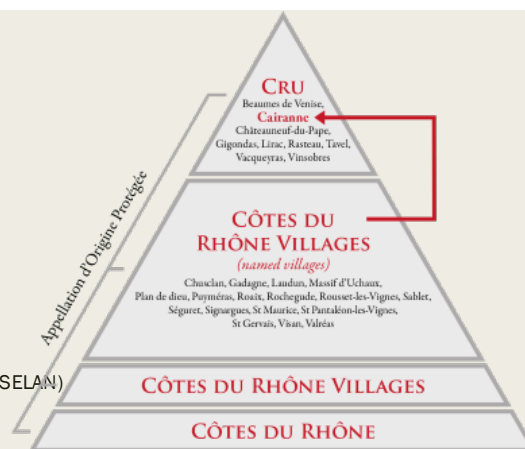 CRU
Beaumes de Venise,
Cairanne
Châteauneuf-du-Pape,
Gigondas, Lirac, Rasteau, Tavel,
Vacqueyras, Vinsobres
Appellation d'Origine Protégée
CÔTES DU
RHÔNE VILLAGES
(named villages)
Chusclan, Gadagne, Laudun, Massif d'Uchaux,
Plan de dieu, Puyméras, Roaix, Rochegude, Rousset-les-Vignes, Sablet,
Séguret, Signargues, St Maurice, St Pantaléon-les-Vignes,
St Gervais, Visan, Valréas
SELAN)
CÔTES DU RHÔNE VILLAGES
CÔTES DU RHÔNE